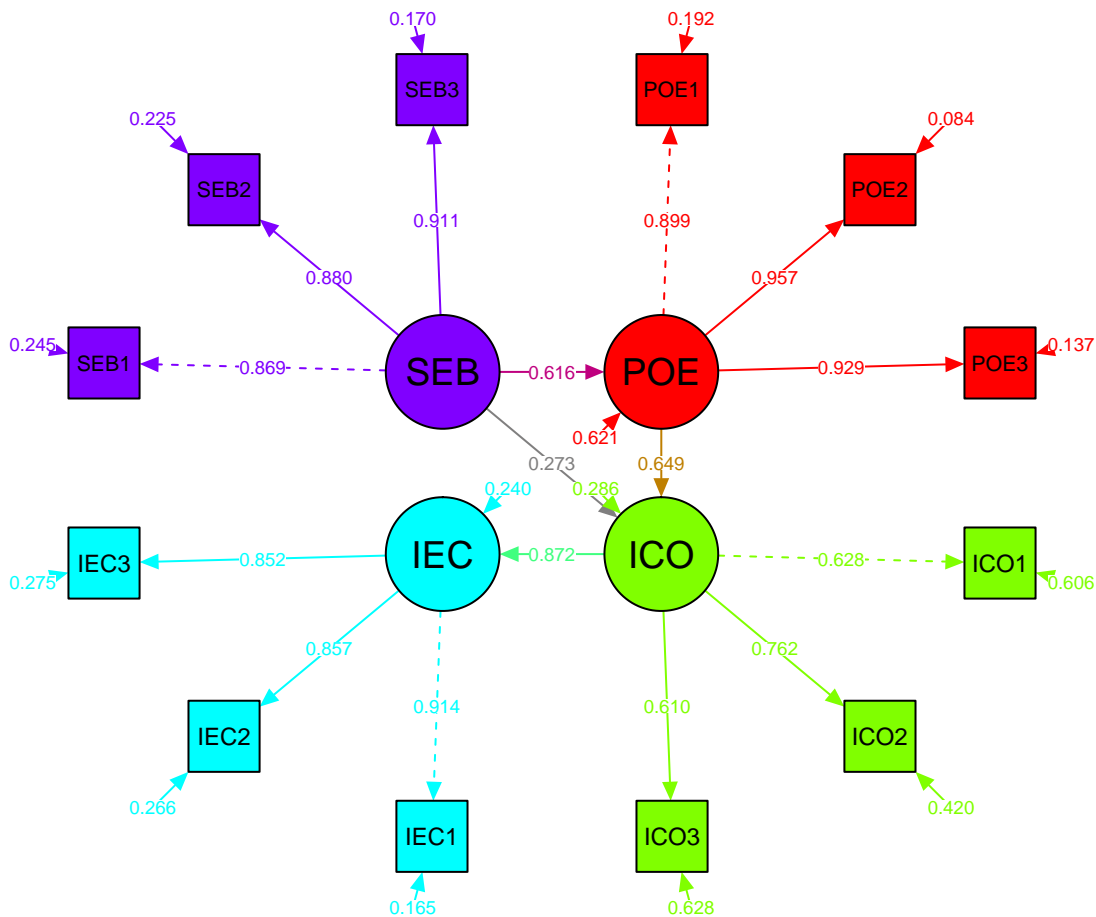 0.170
0.192
SEB3
POE1
0.225
0.084
SEB2
POE2
0.911
0.899
0.880
0.957
0.245
SEB1
0.869
SEB
0.616
POE
0.929
POE3
0.137
0.621
0.273
0.649
0.240
0.286
0.275
IEC3
0.852
IEC
0.872
ICO
0.628
ICO1
0.606
0.857
0.762
0.914
0.610
IEC2
ICO2
0.266
0.420
IEC1
ICO3
0.165
0.628